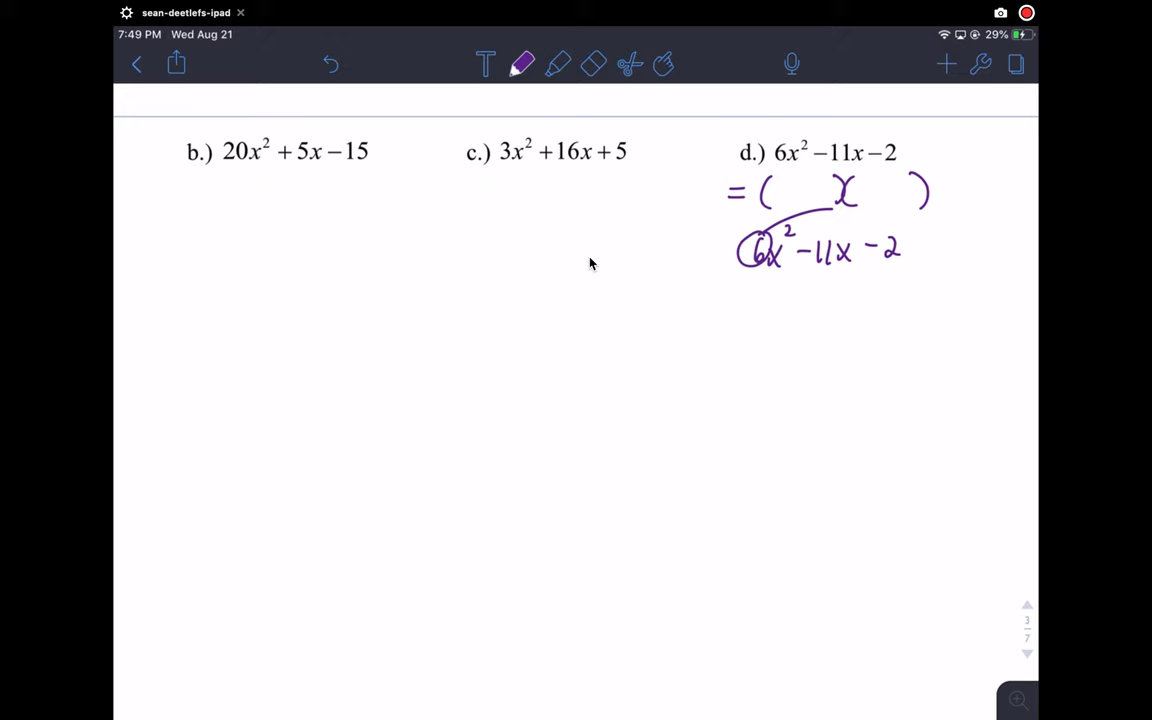 sean-deetlefs-ipad
7:49 PM Wed Aug 21 29%
T
b.) 20x² + 5x − 15 c.) 3x² + 16x + 5 d.) 6x² − 11x − 2
= ( )( )
6x² − 11x − 2
3
7